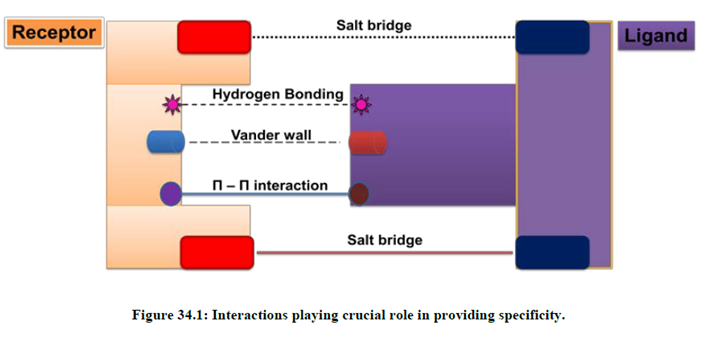 Receptor
Salt bridge
Ligand
Hydrogen Bonding
Vander wall
Π – Π interaction
Salt bridge
Figure 34.1: Interactions playing crucial role in providing specificity.